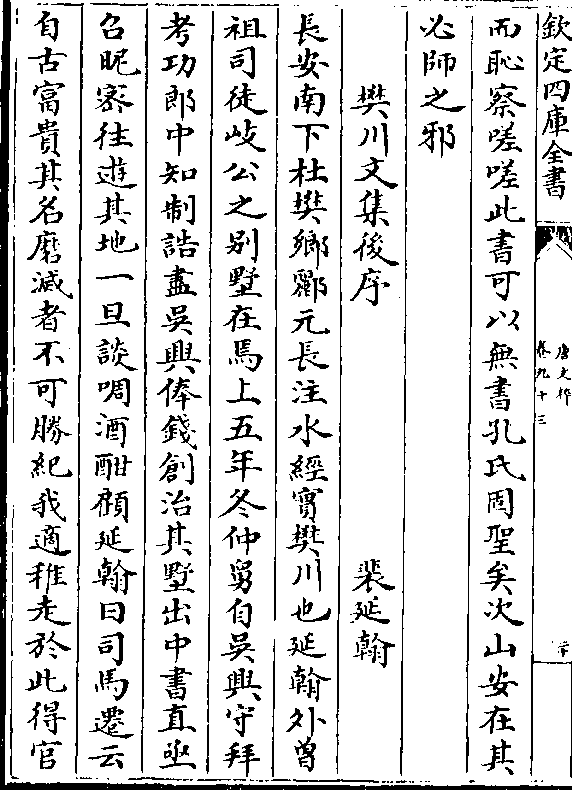 欽定四庫全書
唐文粹
卷九十三
二十
而恥察嗟嗟此書可以無書孔氏固聖矣次山安在其
必師之邪
樊川文集後序　裴延翰
長安南下杜樊鄉酈元長注水經實樊川也延翰外曾
祖司徒岐公之别墅在焉上五年冬仲舅自吳興守拜
考功郎中知制誥盡吳興俸錢創治其墅出中書直亟
召昵密往遊其地一旦談啁酒酣顧延翰曰司馬遷云
自古富貴其名磨滅者不可勝紀我適稚走於此得官